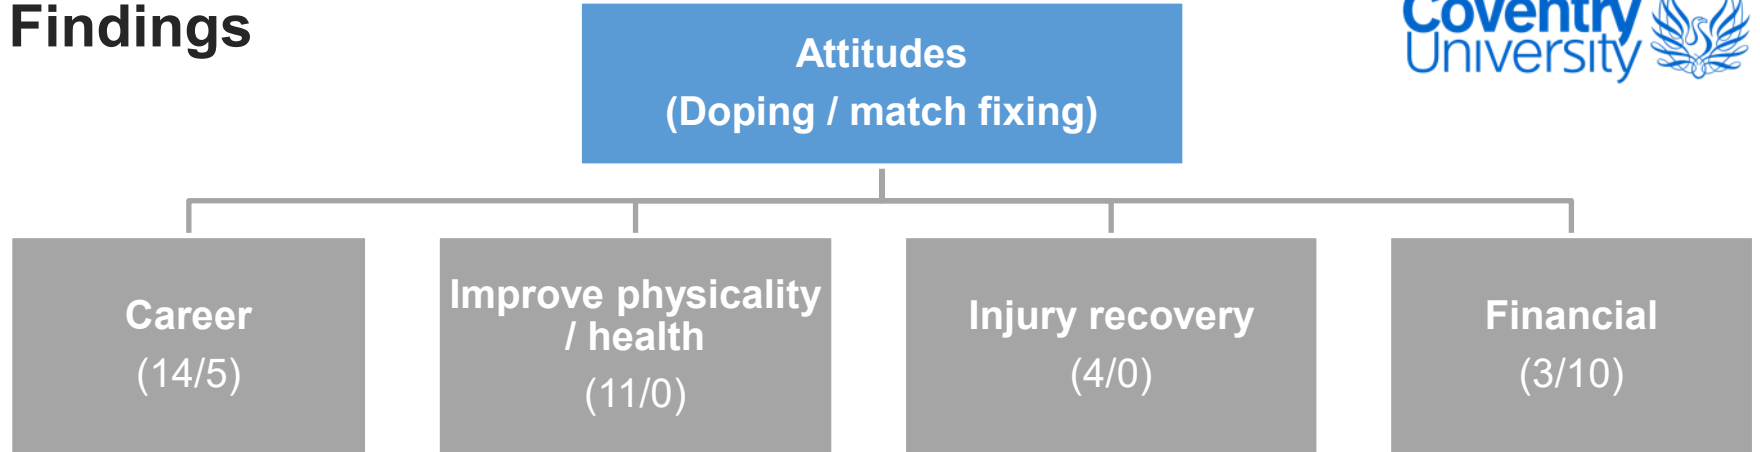 Findings
Coventry
University
Attitudes
(Doping / match fixing)
Career
(14/5)
Improve physicality
/ health
(11/0)
Injury recovery
(4/0)
Financial
(3/10)